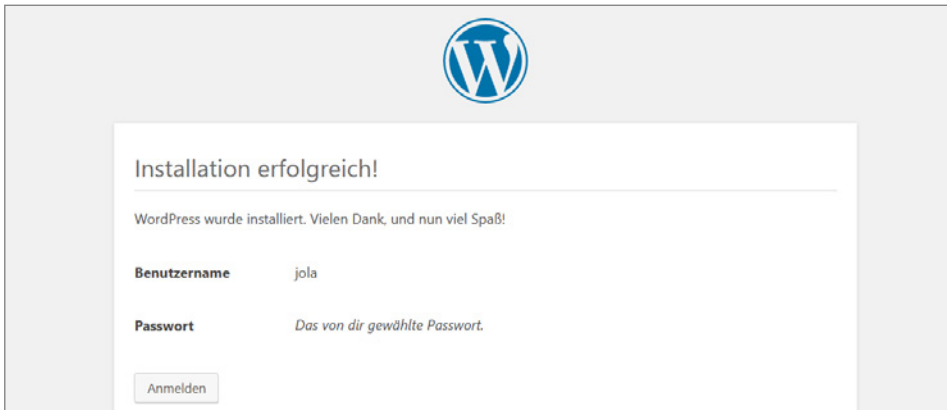 Installation erfolgreich!
WordPress wurde installiert. Vielen Dank, und nun viel Spaß!
Benutzername jola
Passwort Das von dir gewählte Passwort.
Anmelden